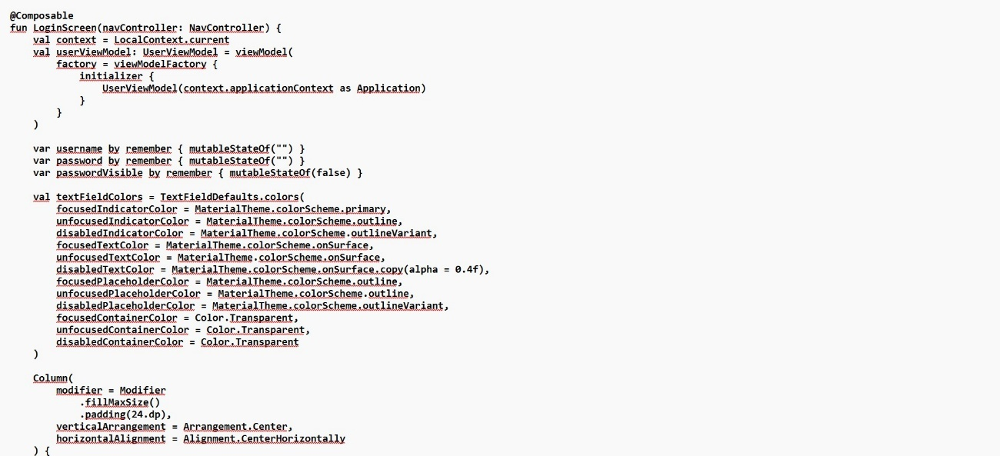 @Composable
fun LoginScreen(navController: NavController) {
    val context = LocalContext.current
    val userViewModel: UserViewModel = viewModel(
        factory = viewModelFactory {
            initializer {
                UserViewModel(context.applicationContext as Application)
            }
        }
    )

    var username by remember { mutableStateOf("") }
    var password by remember { mutableStateOf("") }
    var passwordVisible by remember { mutableStateOf(false) }

    val textFieldColors = TextFieldDefaults.colors(
        focusedIndicatorColor = MaterialTheme.colorScheme.primary,
        unfocusedIndicatorColor = MaterialTheme.colorScheme.outline,
        disabledIndicatorColor = MaterialTheme.colorScheme.outlineVariant,
        focusedTextColor = MaterialTheme.colorScheme.onSurface,
        unfocusedTextColor = MaterialTheme.colorScheme.onSurface,
        disabledTextColor = MaterialTheme.colorScheme.onSurface.copy(alpha = 0.4f),
        focusedPlaceholderColor = MaterialTheme.colorScheme.outline,
        unfocusedPlaceholderColor = MaterialTheme.colorScheme.outline,
        disabledPlaceholderColor = MaterialTheme.colorScheme.outlineVariant,
        focusedContainerColor = Color.Transparent,
        unfocusedContainerColor = Color.Transparent,
        disabledContainerColor = Color.Transparent
    )

    Column(
        modifier = Modifier
            .fillMaxSize()
            .padding(24.dp),
        verticalArrangement = Arrangement.Center,
        horizontalAlignment = Alignment.CenterHorizontally
    ) {